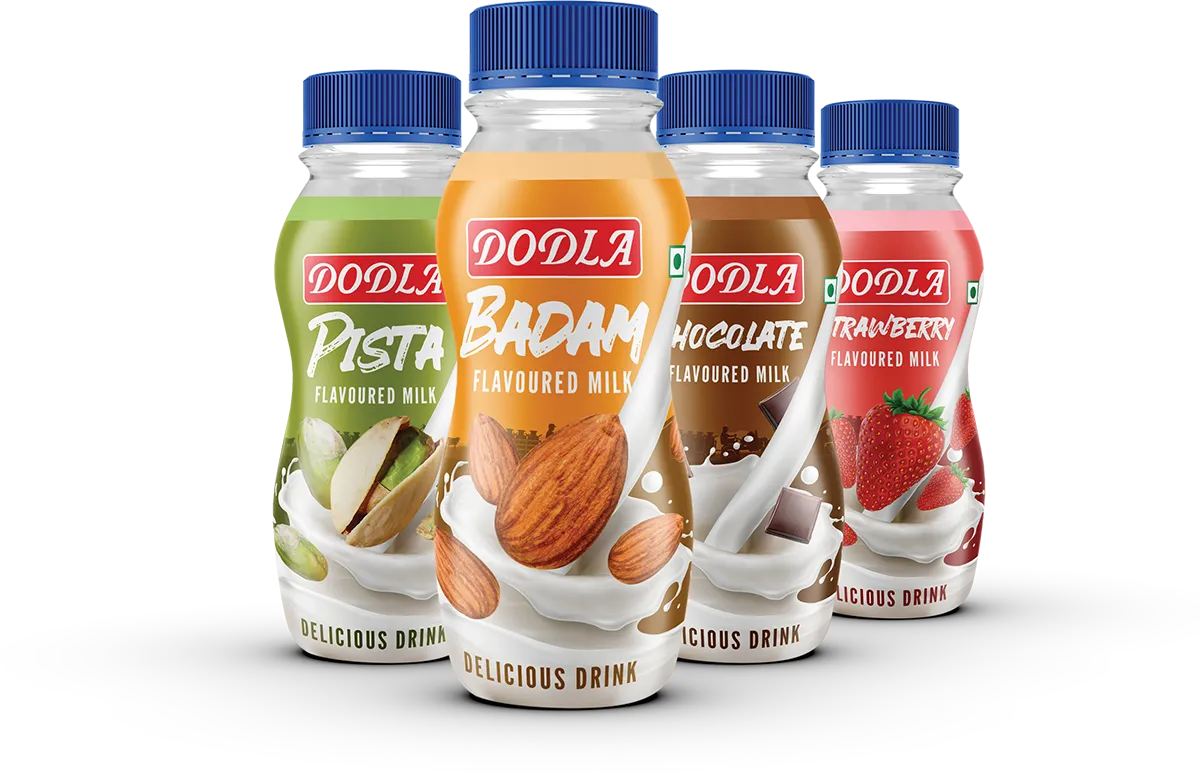 DODLA
PISTA
FLAVOURED MILK
DELICIOUS DRINK
DODLA
BADAM
FLAVOURED MILK
DELICIOUS DRINK
DODLA
HOCOLATE
FLAVOURED MILK
ICIOUS DRINK
DODLA
TRAWBERRY
FLAVOURED MILK
LICIOUS DRINK